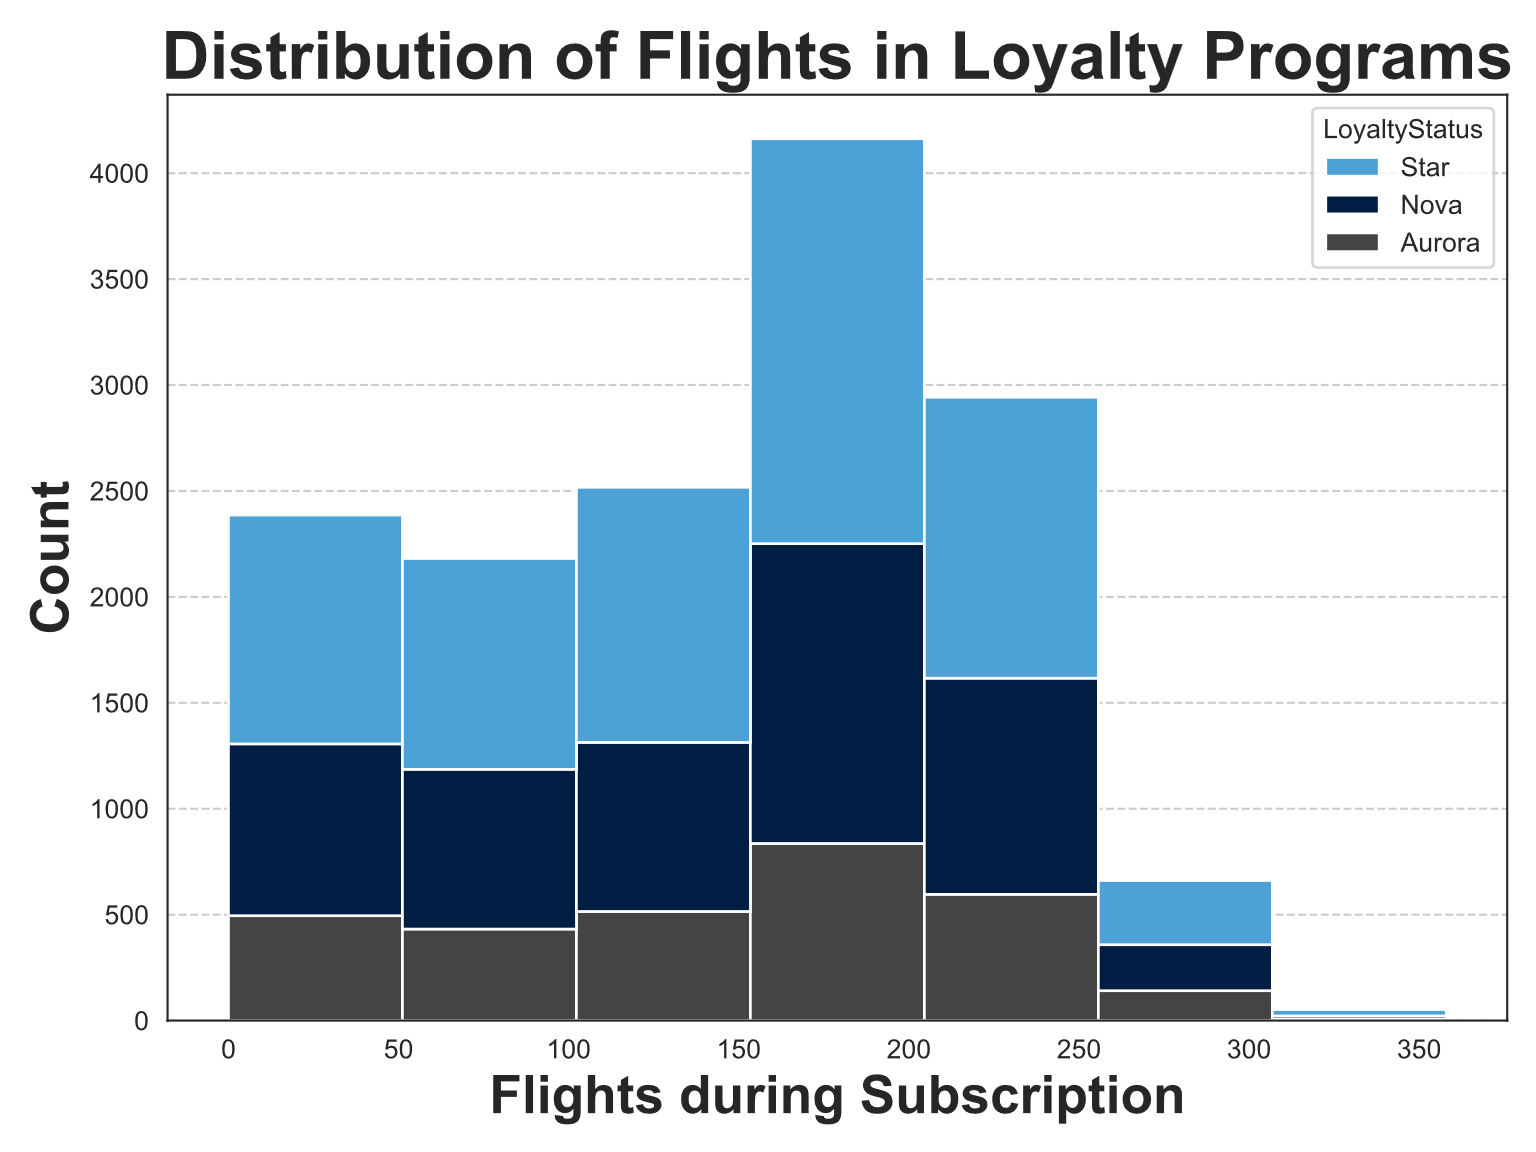 Distribution of Flights in Loyalty Programs
LoyaltyStatus
Star
Nova
Aurora
Count
4000
3500
3000
2500
2000
1500
1000
500
0
0 50 100 150 200 250 300 350
Flights during Subscription